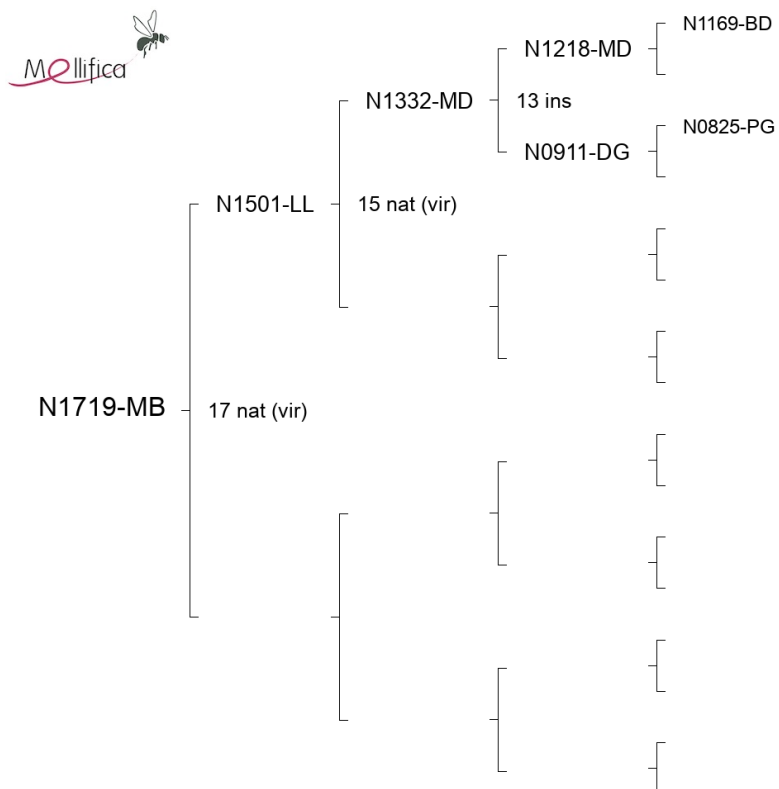 Mellifica
N1169-BD
N1218-MD
N1332-MD
13 ins
N0825-PG
N0911-DG
N1501-LL
15 nat (vir)
N1719-MB
17 nat (vir)